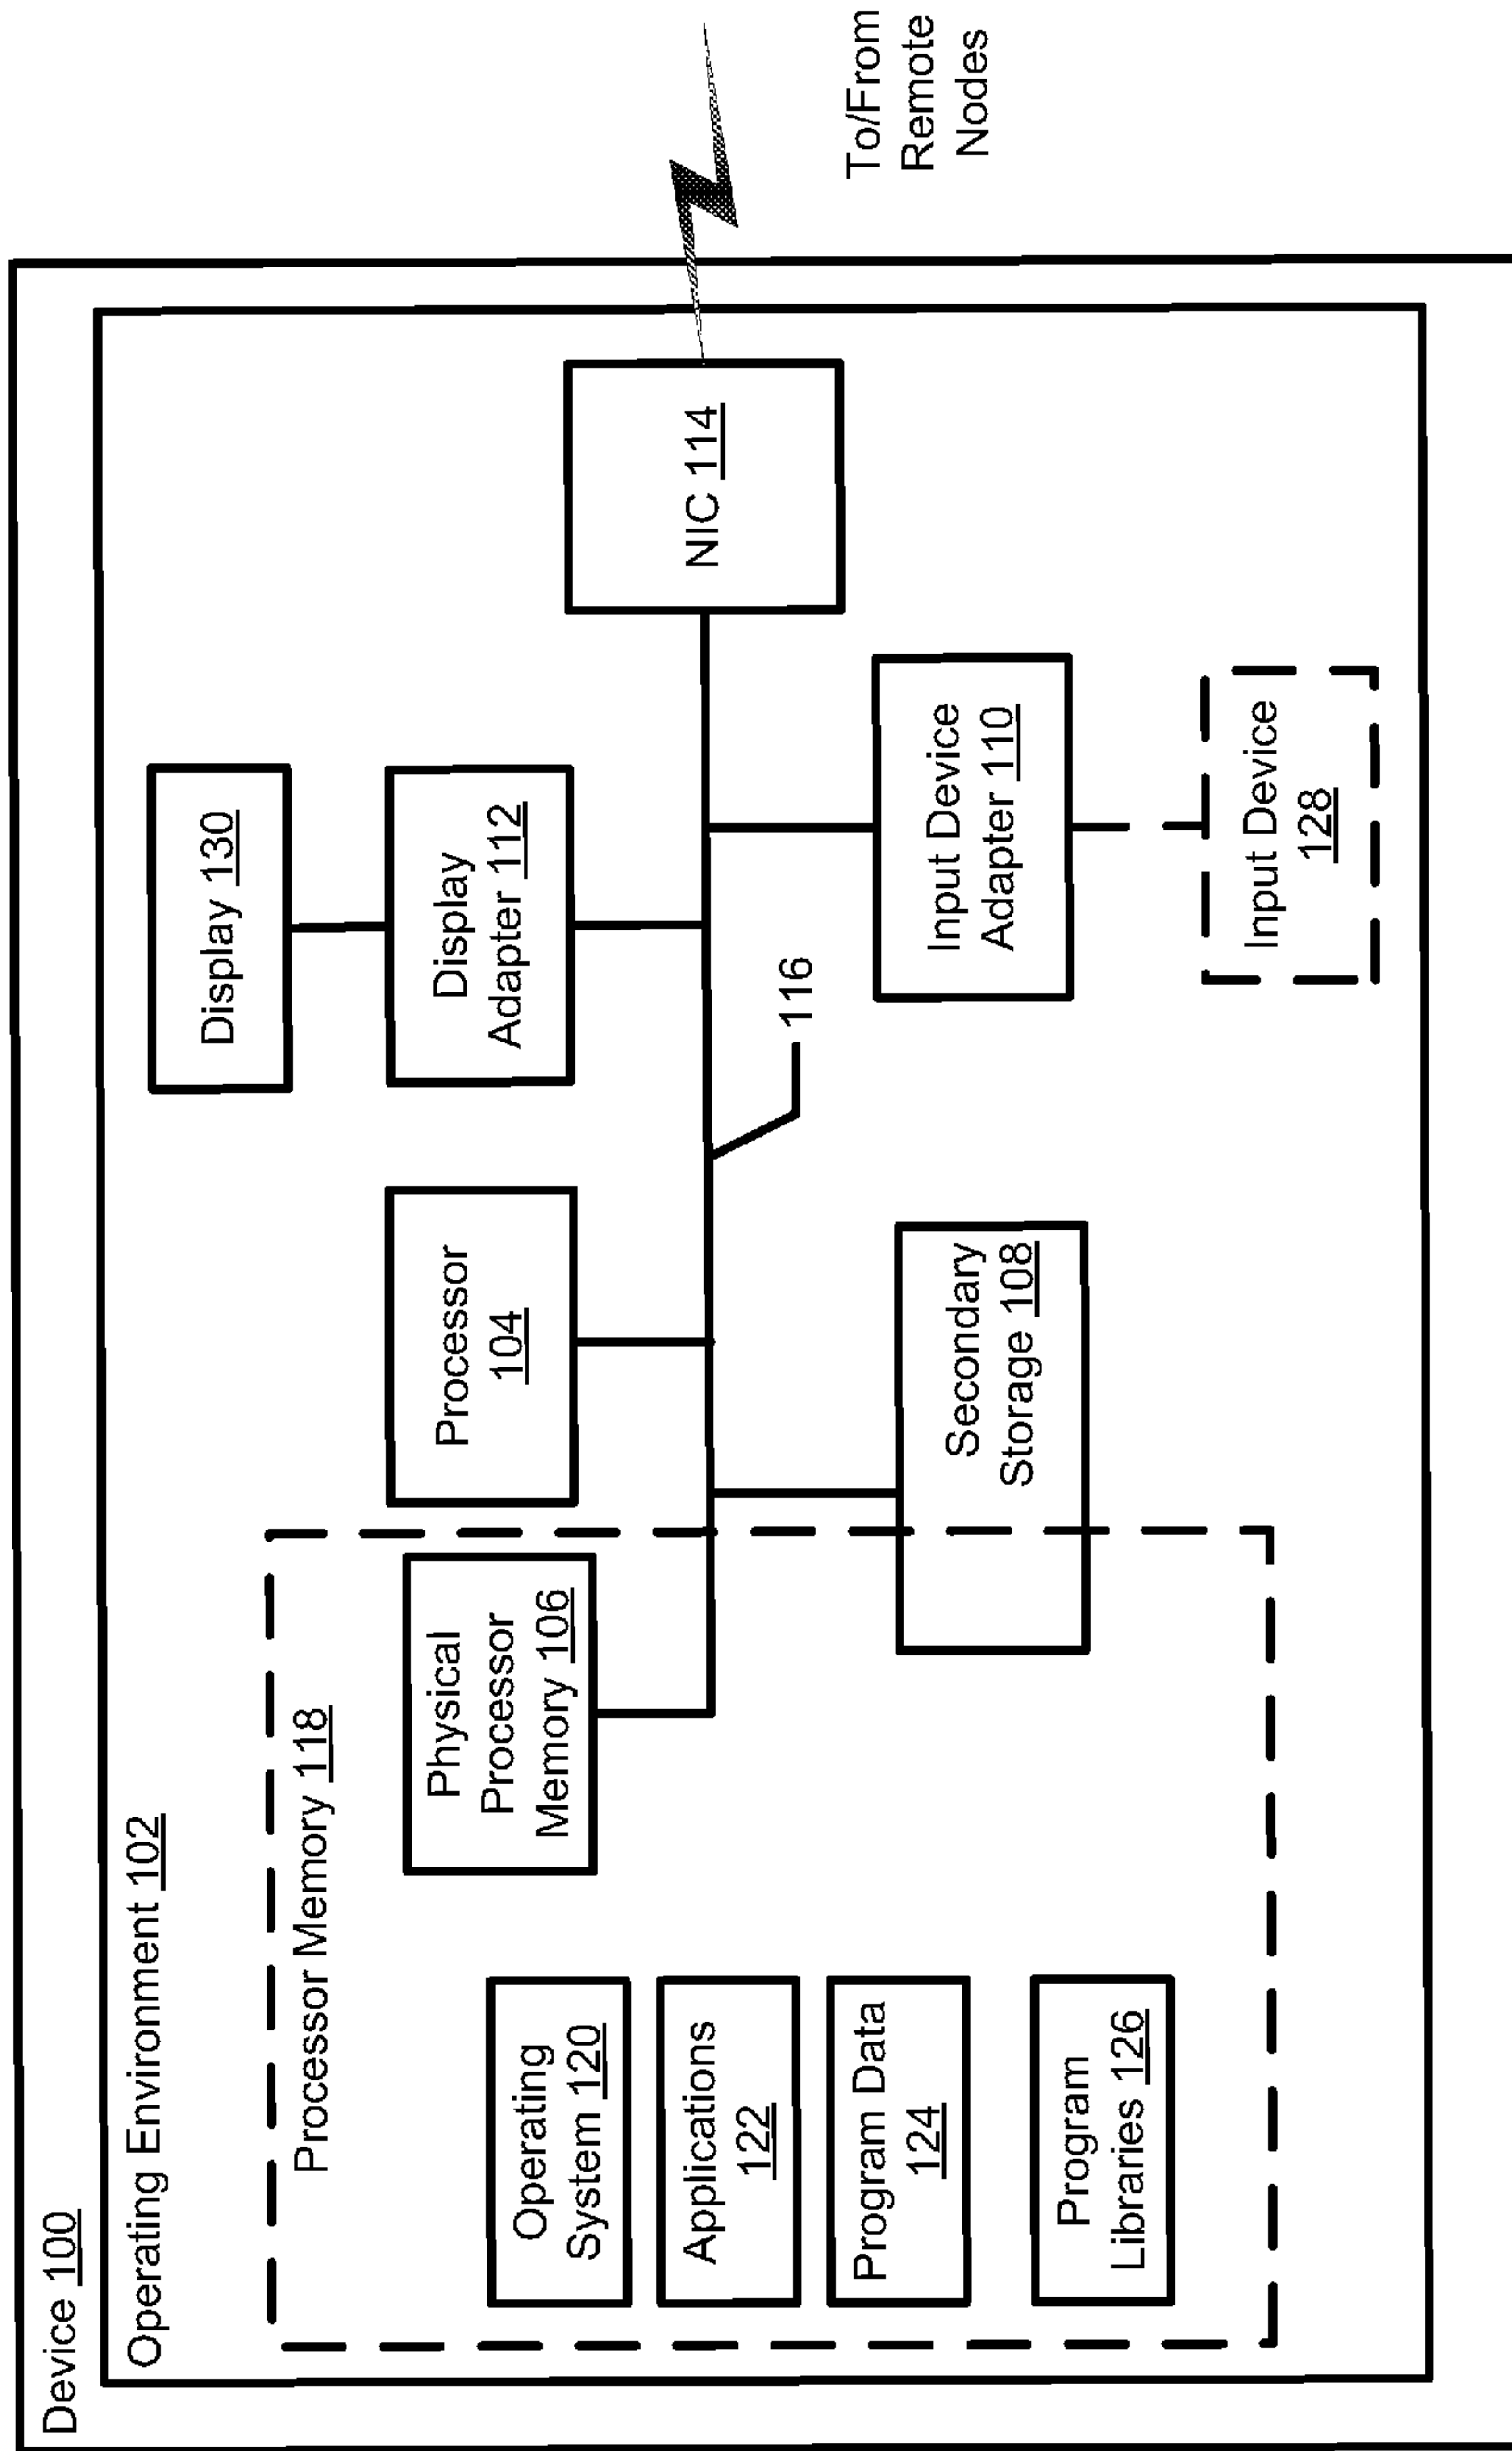 Device 100
Operating Environment 102
Processor Memory 118
Operating
System 120
Applications
122
Program Data
124
Program
Libraries 126
Physical
Processor
Memory 106
Processor
104
Secondary
Storage 108
116
Display 130
Display
Adapter 112
Input Device
Adapter 110
Input Device
128
NIC 114
To/From
Remote
Nodes